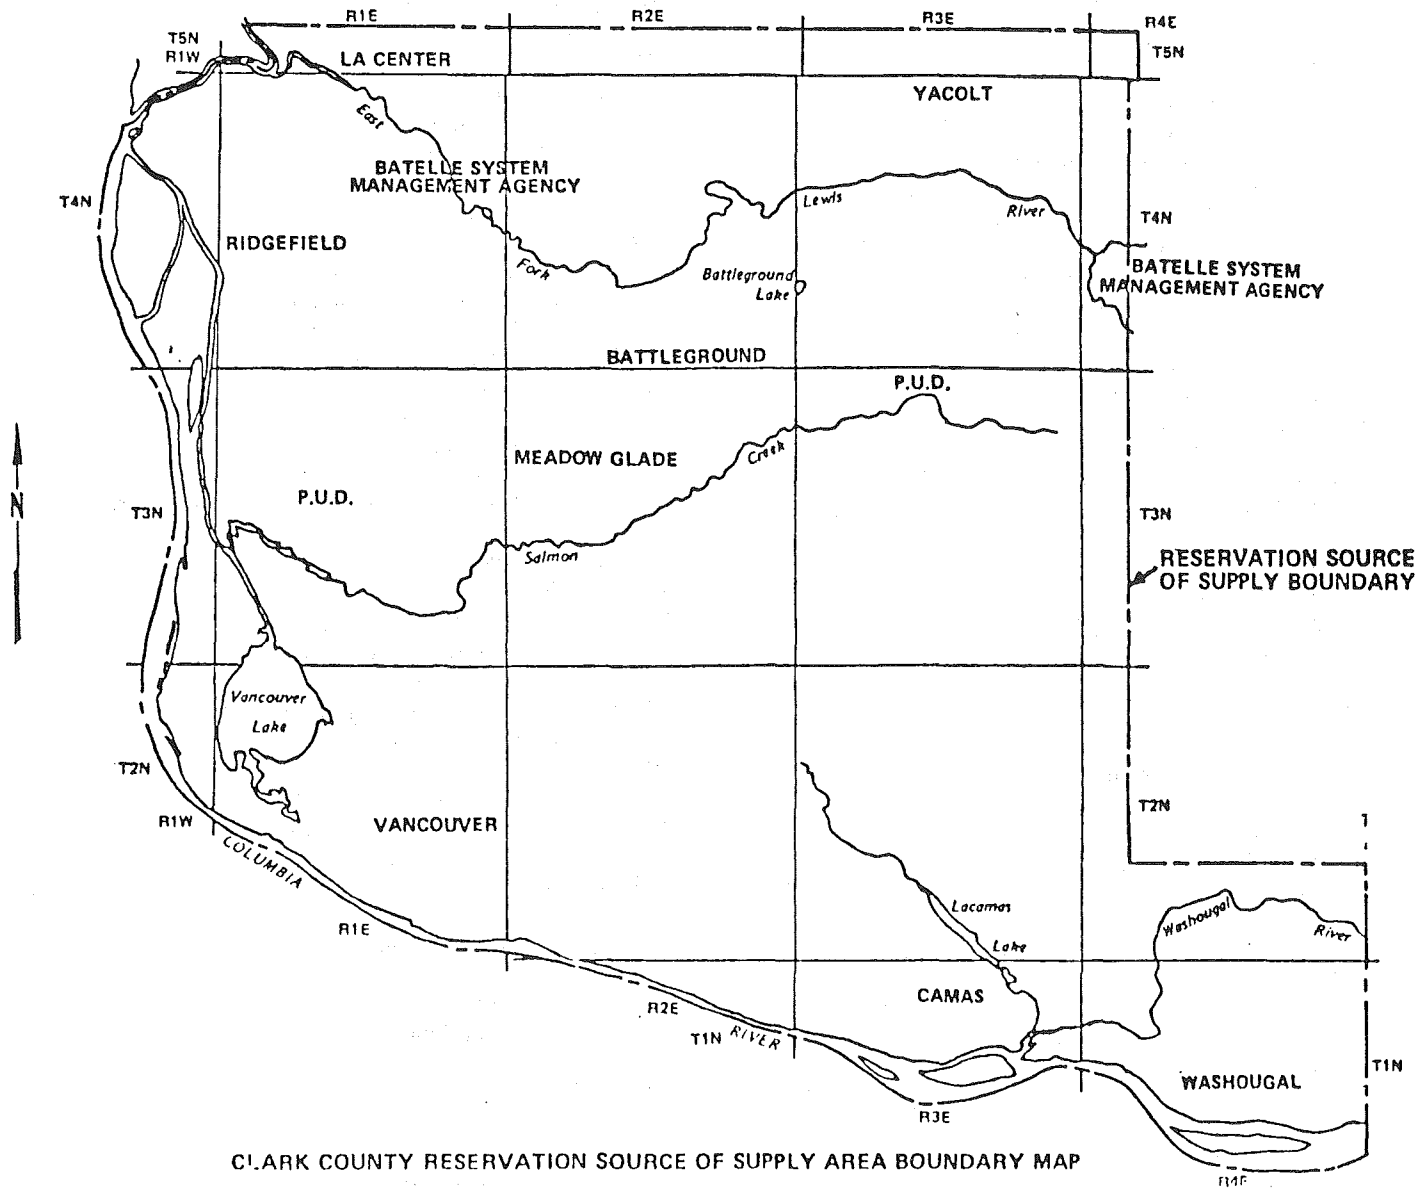 R1E
R2E
R3E
R4E
T5N
R1W
LA CENTER
T5N
YACOLT
East
BATELLE SYSTEM
MANAGEMENT AGENCY
T4N
Lewis
River
T4N
RIDGEFIELD
Fork
Battleground
Lake
BATELLE SYSTEM
MANAGEMENT AGENCY
BATTLEGROUND
P.U.D.
MEADOW GLADE
Creek
P.U.D.
N
T3N
T3N
Salmon
RESERVATION SOURCE
OF SUPPLY BOUNDARY
Vancouver
Lake
T2N
T2N
R1W
VANCOUVER
COLUMBIA
R1E
Lacamas
Lake
Washougal
River
CAMAS
R2E
T1N
RIVER
T1N
WASHOUGAL
R3E
CLARK COUNTY RESERVATION SOURCE OF SUPPLY AREA BOUNDARY MAP
R4E